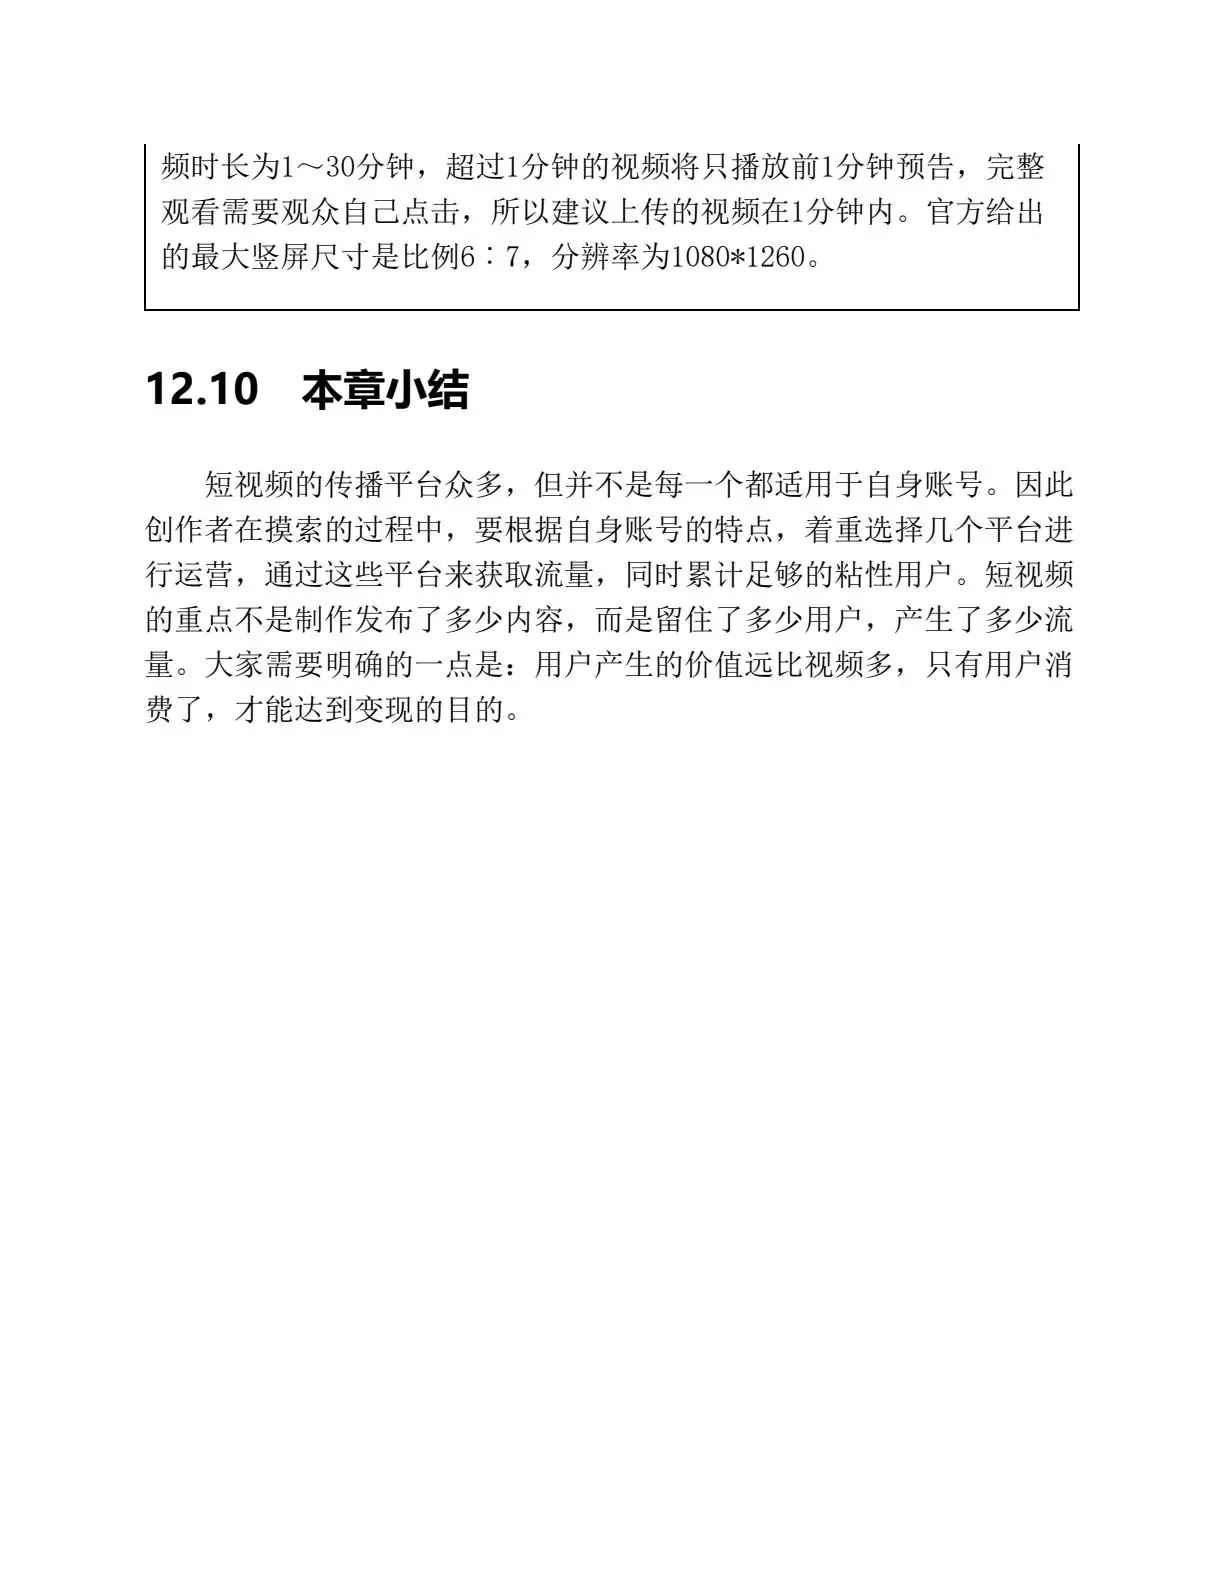 频时长为1～30分钟，超过1分钟的视频将只播放前1分钟预告，完整
观看需要观众自己点击，所以建议上传的视频在1分钟内。官方给出
的最大竖屏尺寸是比例6∶7，分辨率为1080*1260。
12.10　本章小结
短视频的传播平台众多，但并不是每一个都适用于自身账号。因此
创作者在摸索的过程中，要根据自身账号的特点，着重选择几个平台进
行运营，通过这些平台来获取流量，同时累计足够的粘性用户。短视频
的重点不是制作发布了多少内容，而是留住了多少用户，产生了多少流
量。大家需要明确的一点是：用户产生的价值远比视频多，只有用户消
费了，才能达到变现的目的。